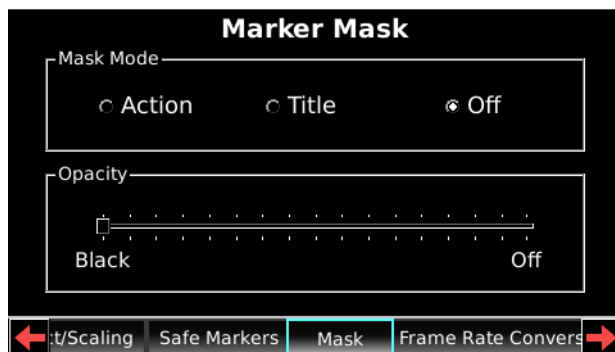 Marker Mask
Mask Mode
Action Title Off
Opacity
Black Off
t/Scaling Safe Markers Mask Frame Rate Convers